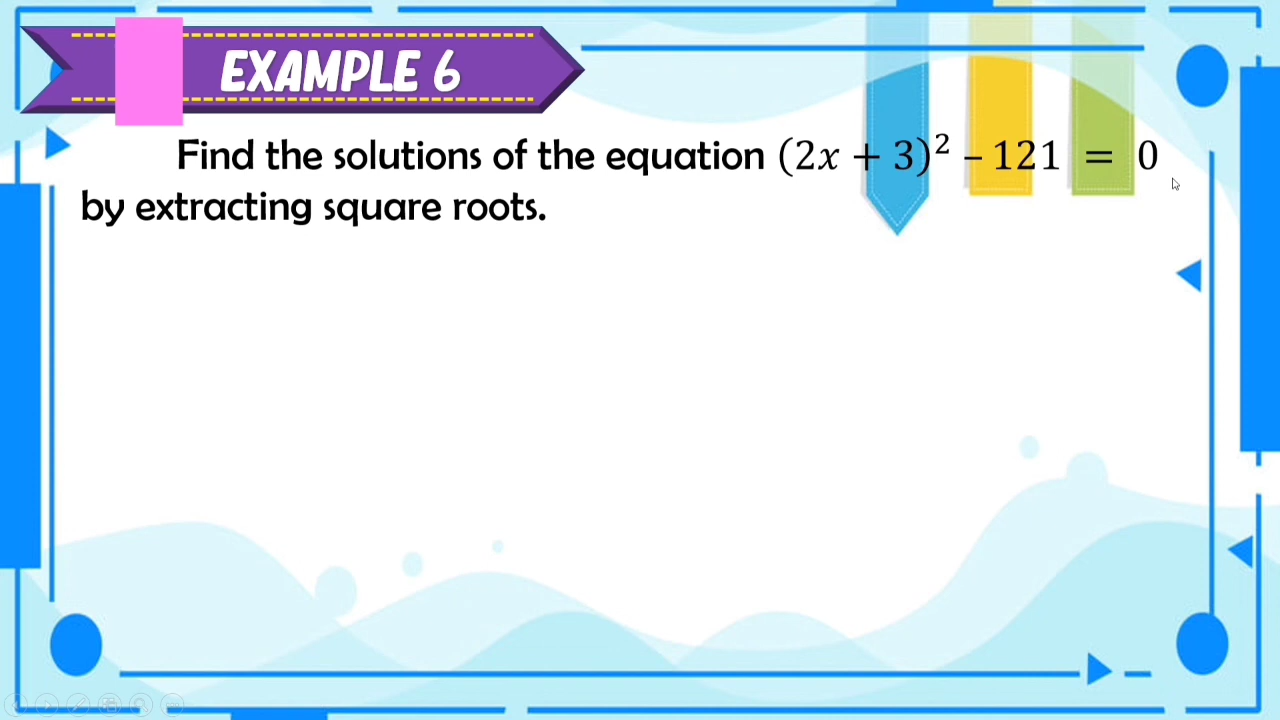 EXAMPLE 6
Find the solutions of the equation (2x + 3)² – 121 = 0
by extracting square roots.